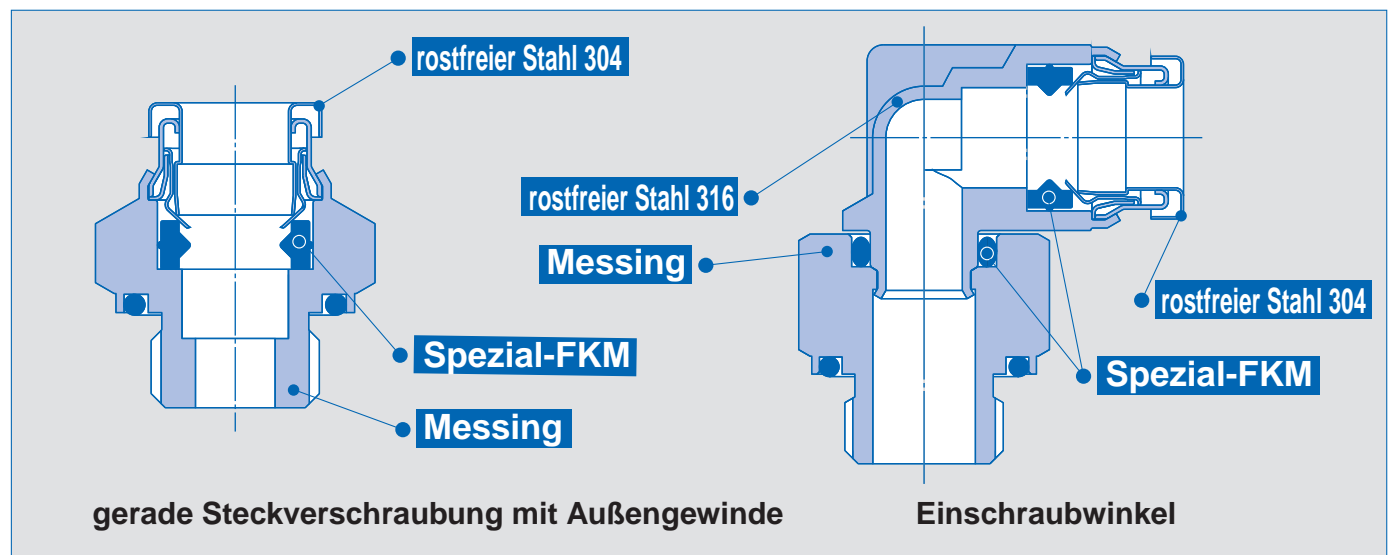 rostfreier Stahl 304
rostfreier Stahl 316
Messing
rostfreier Stahl 304
Spezial-FKM
Spezial-FKM
Messing
gerade Steckverschraubung mit Außengewinde
Einschraubwinkel